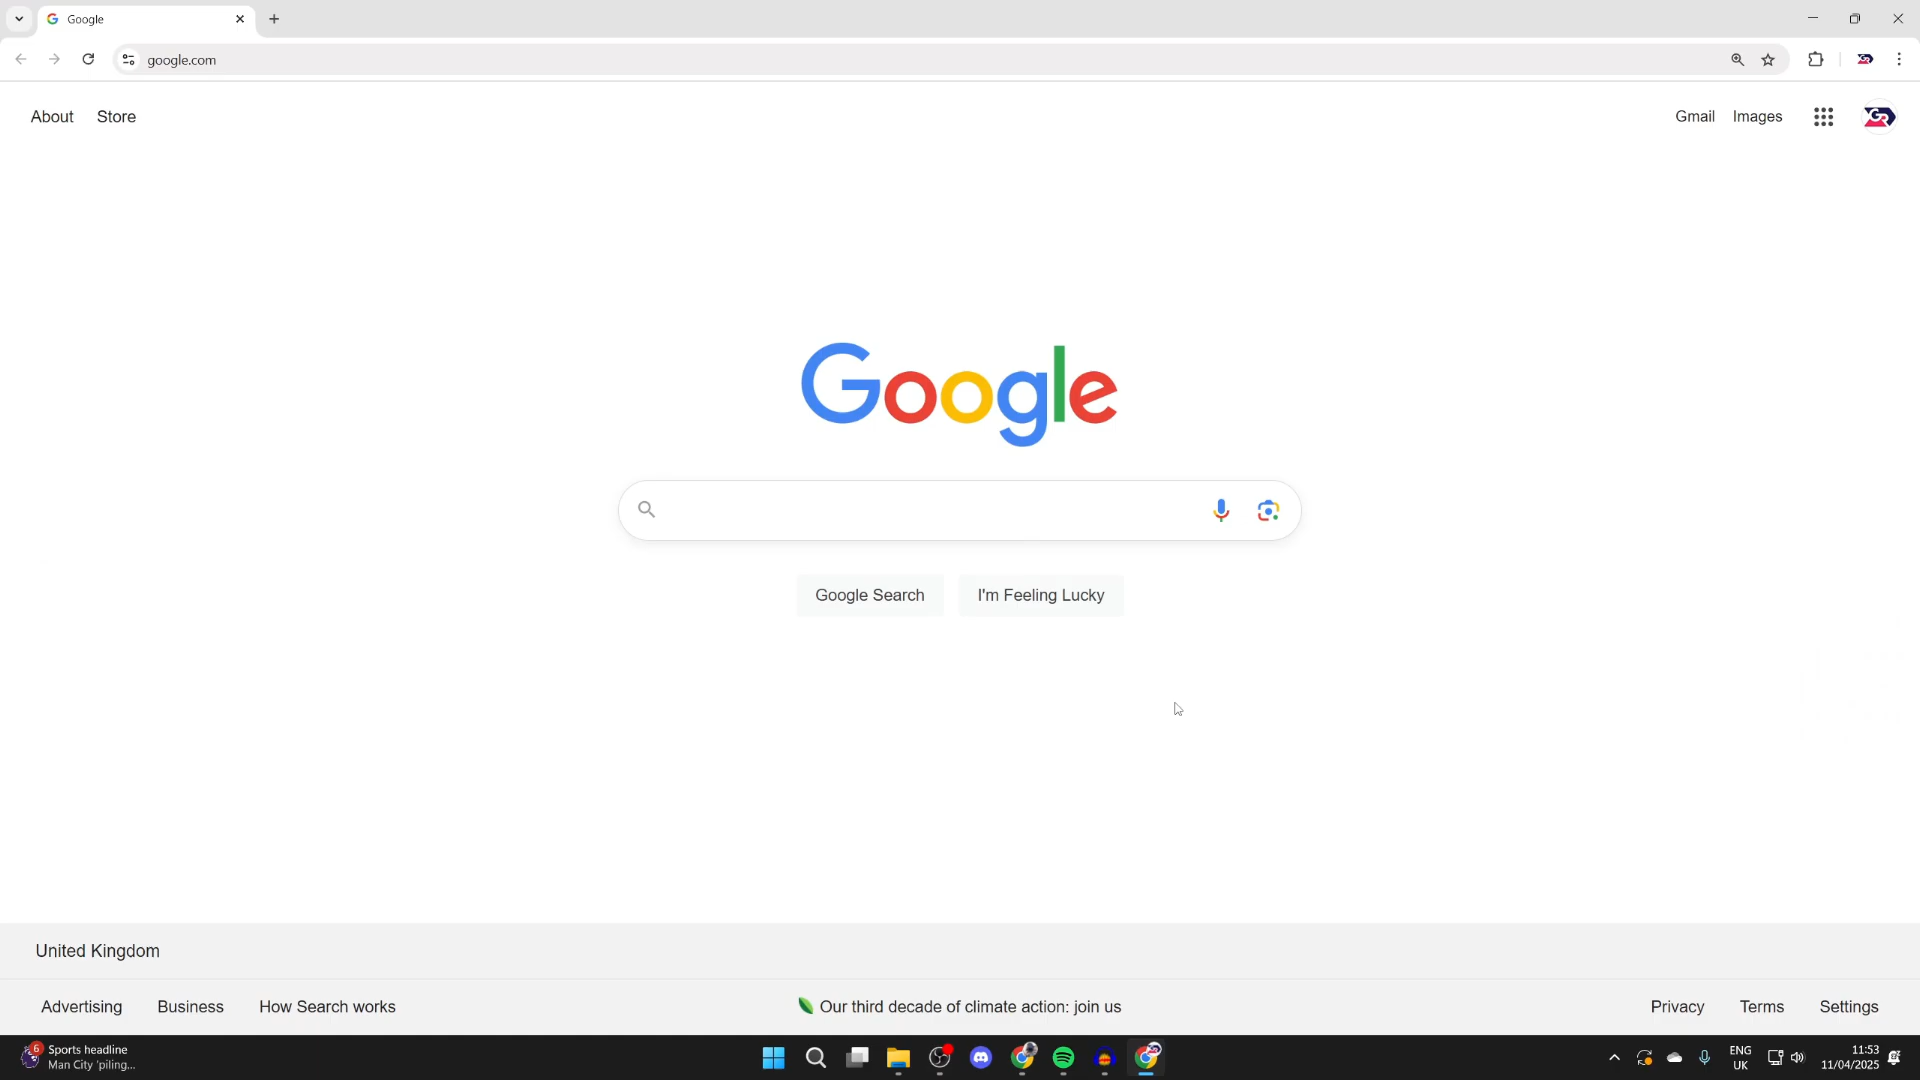 Google
google.com
About Store
Gmail Images
GR
Google
Google Search I'm Feeling Lucky
United Kingdom
Advertising Business How Search works
Our third decade of climate action: join us
Privacy Terms Settings
6
Sports headline
Man City 'piling...
ENG
UK
11:53
11/04/2025